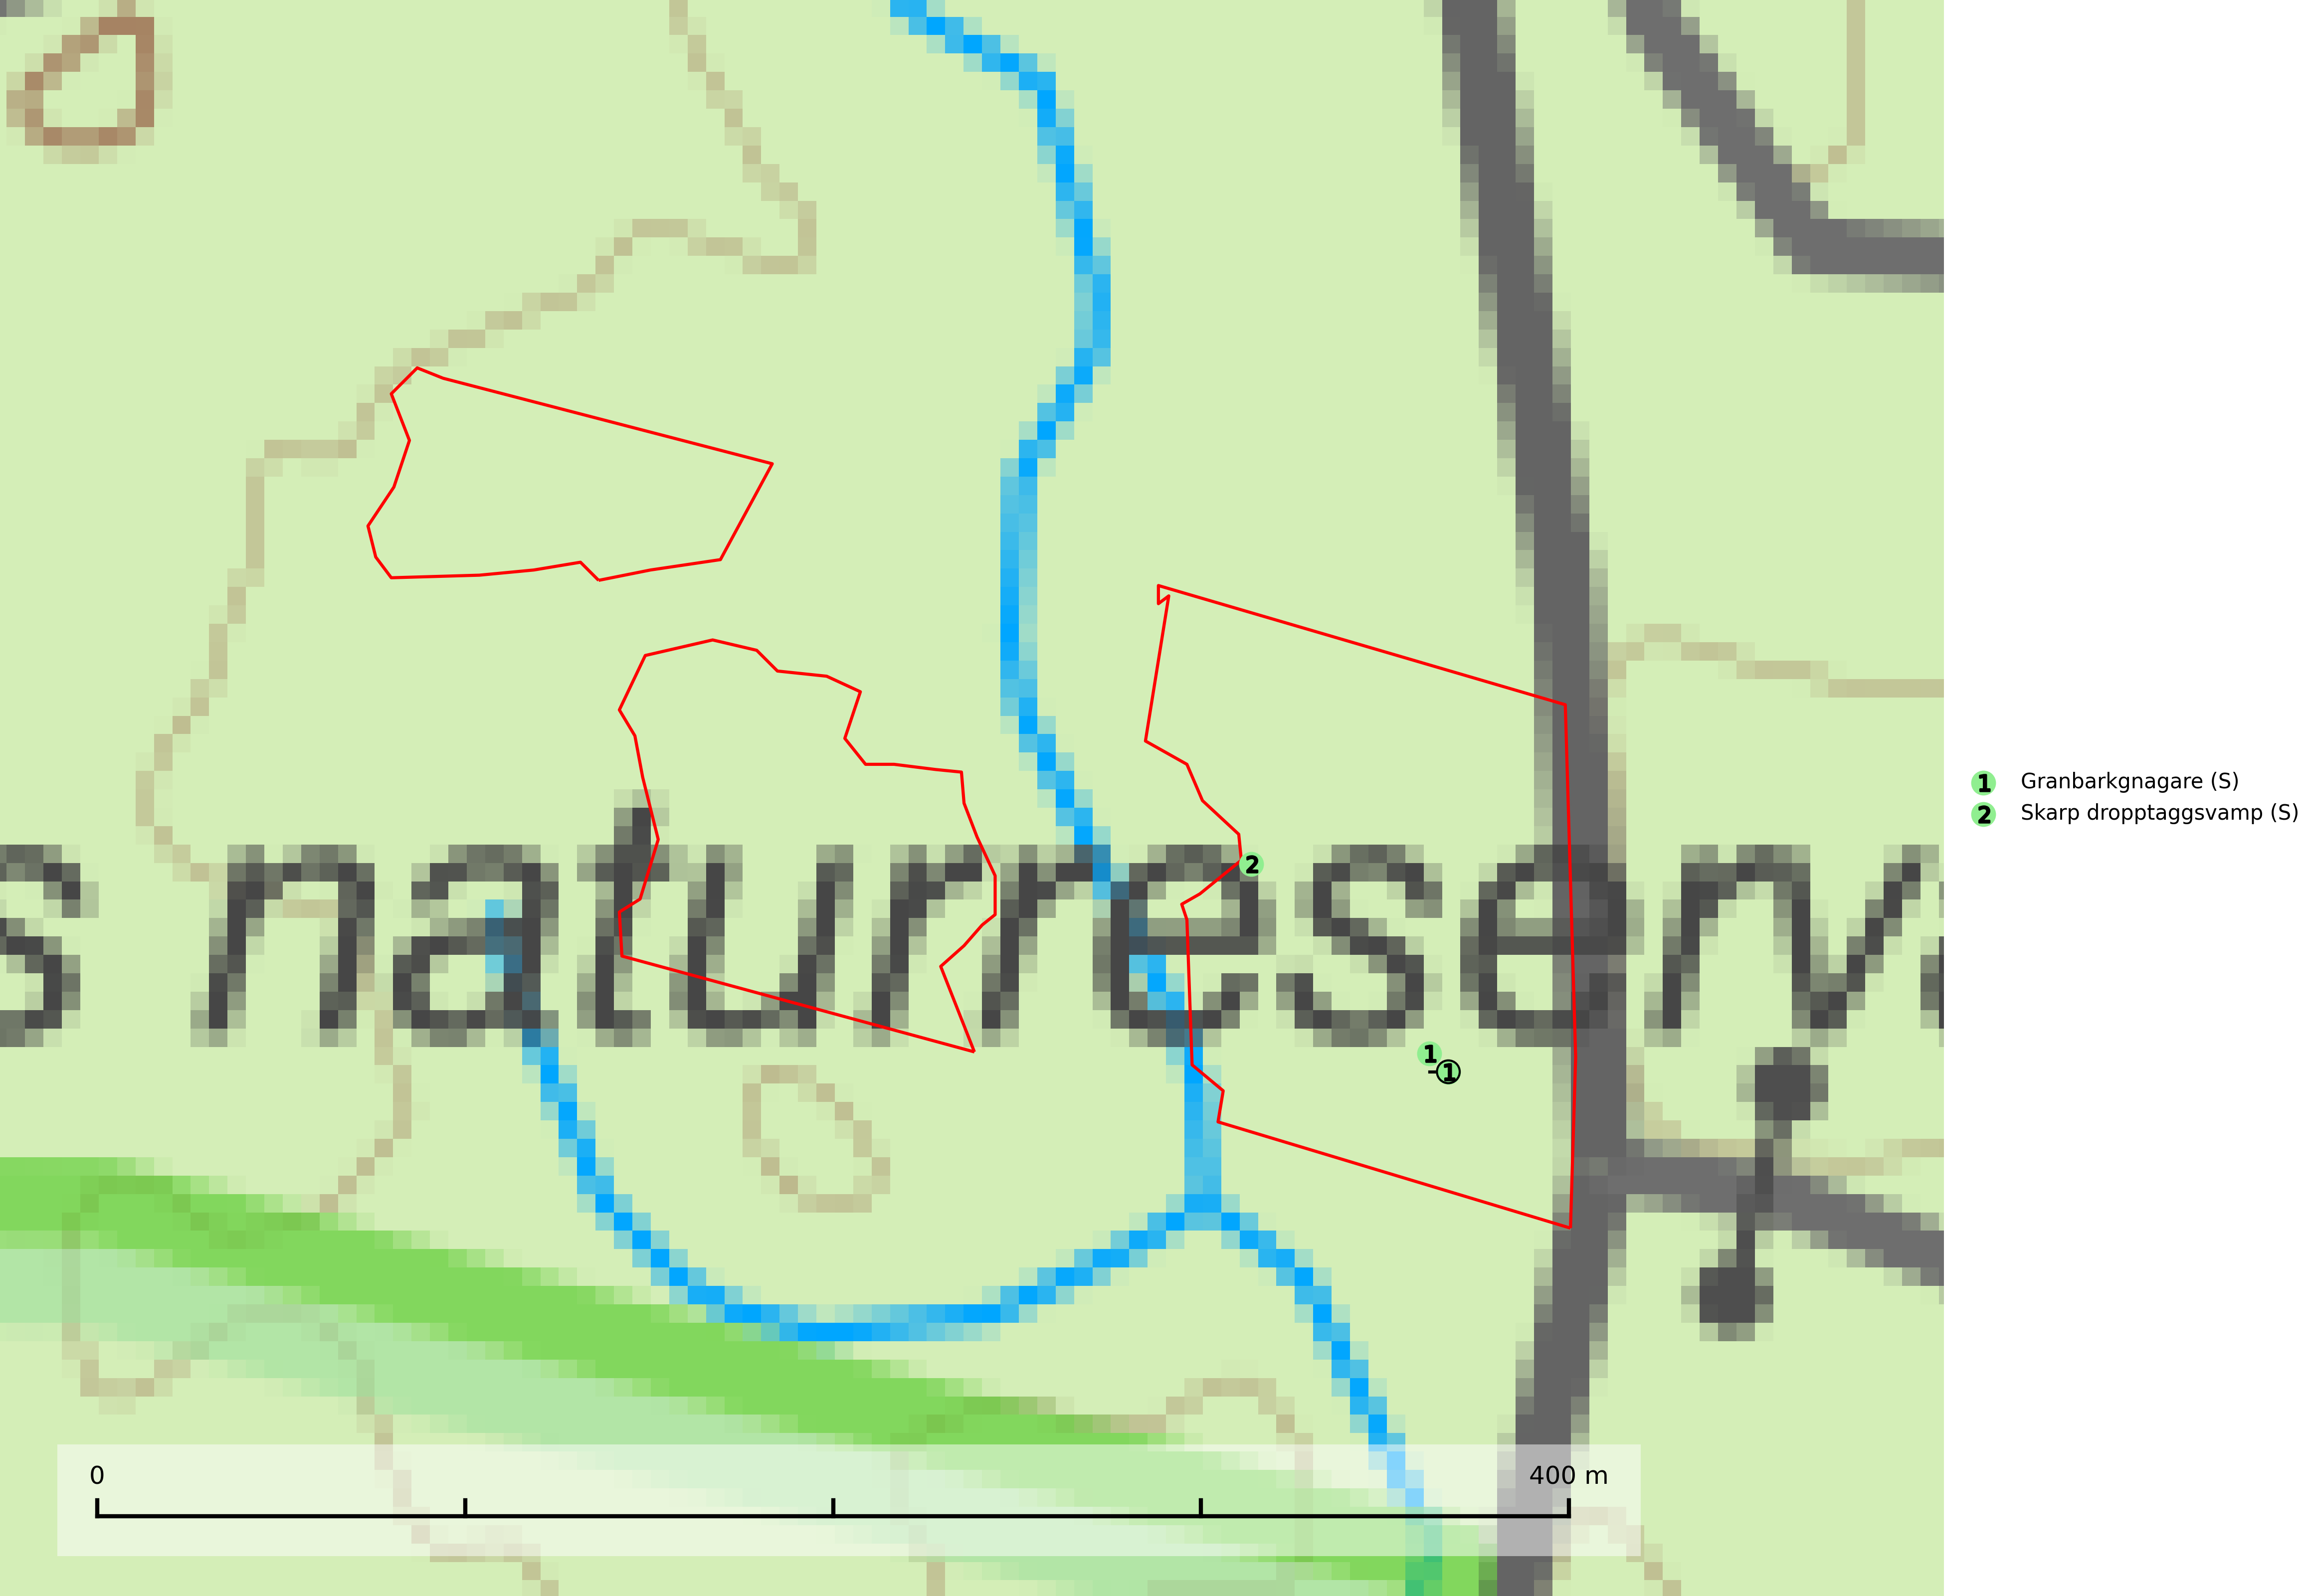 s naturreserv
2
1
1
0 400 m
1 Granbarkgnagare (S)
2 Skarp dropptaggsvamp (S)